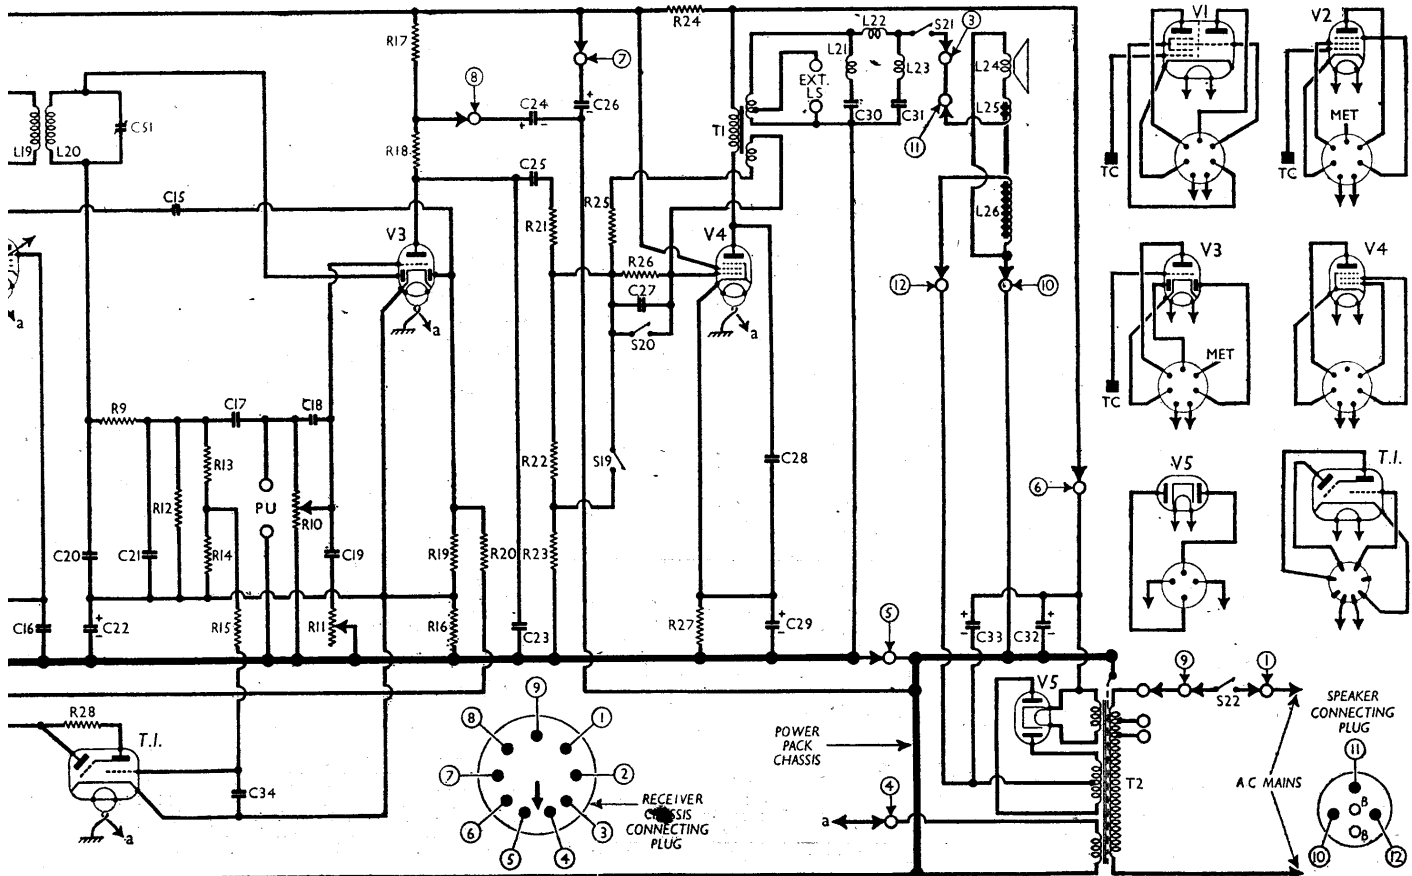 R17
R24
L22
S21
3
V1
V2
7
8
L21
L23
L24
EXT.
LS
C24
+
-
+
-
C26
C30
C31
L25
11
C51
L19
L20
R18
T1
MET
TC
TC
C25
C15
R25
R21
L26
V3
V4
V3
V4
R26
C27
12
10
S20
a
a
a
MET
TC
R9
C17
C18
R13
R12
PU
R10
R22
S19
C28
6
V5
T.I.
C20
C21
R14
C19
R19
R20
R23
C16
+
-
C22
R15
R11
R16
C23
R27
+
-
C29
5
+
-
C33
+
-
C32
9
1
V5
S22
R28
T.I.
9
8
1
7
2
6
3
5
4
RECEIVER
CHASSIS
CONNECTING
PLUG
POWER
PACK
CHASSIS
4
a
T2
A.C MAINS
SPEAKER
CONNECTING
PLUG
11
B
B
10
12
C34
a